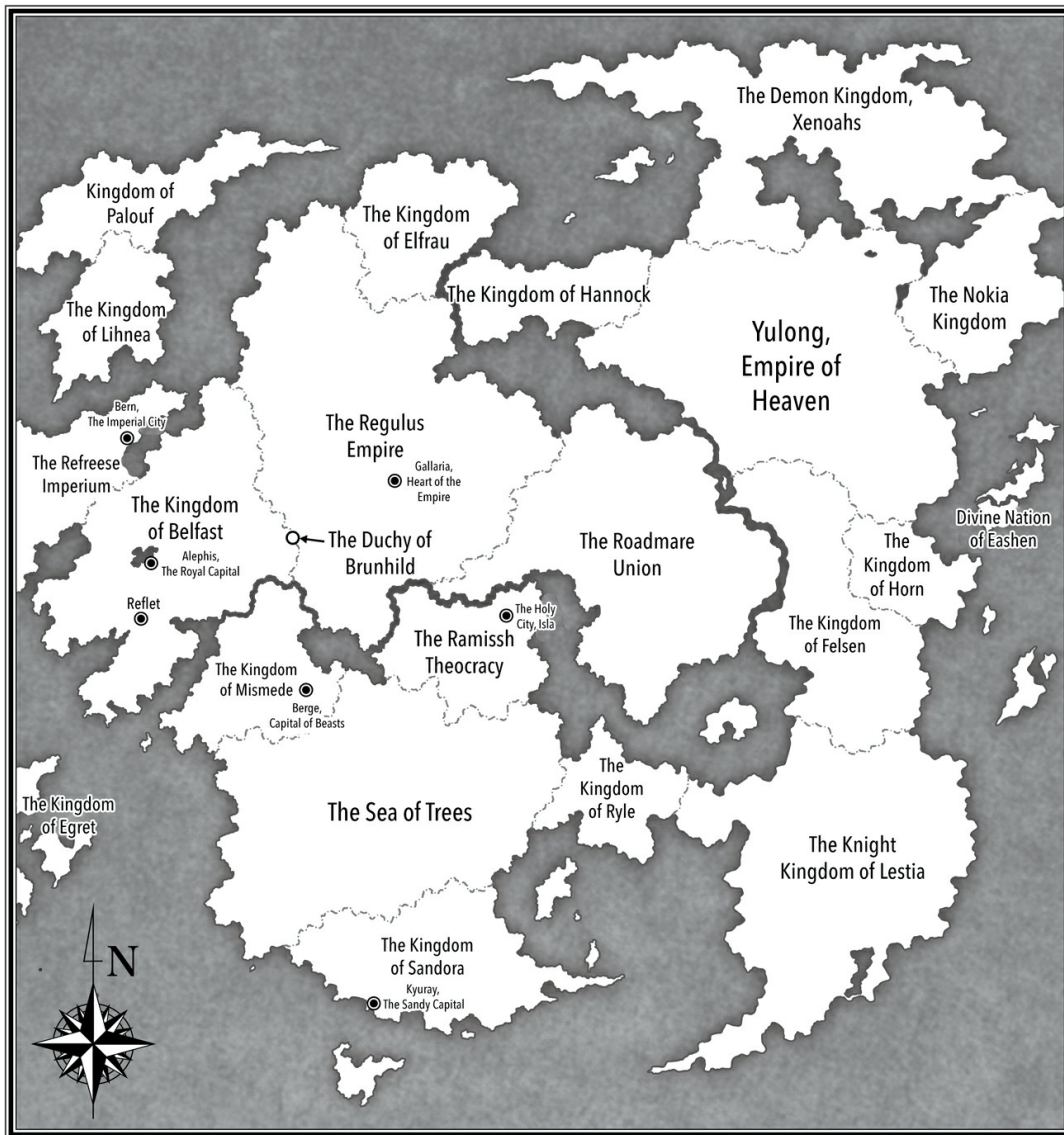 The Demon Kingdom,
Xenoahs
Kingdom of
Palouf
The Kingdom
of Elfrau
The Kingdom of Hannock
The Nokia
Kingdom
The Kingdom
of Lihnea
Yulong,
Empire of
Heaven
Bern,
The Imperial City
The Refreese
Imperium
The Regulus
Empire
Gallaria,
Heart of the
Empire
The Kingdom
of Belfast
Alephis,
The Royal Capital
The Duchy of
Brunhild
The Roadmare
Union
Divine Nation
of Eashen
The
Kingdom
of Horn
Reflet
The Holy
City, Isla
The Ramissh
Theocracy
The Kingdom
of Felsen
The Kingdom
of Mismede
Berge,
Capital of Beasts
The Kingdom
of Egret
The Sea of Trees
The
Kingdom
of Ryle
The Knight
Kingdom of Lestia
The Kingdom
of Sandora
Kyuray,
The Sandy Capital
N